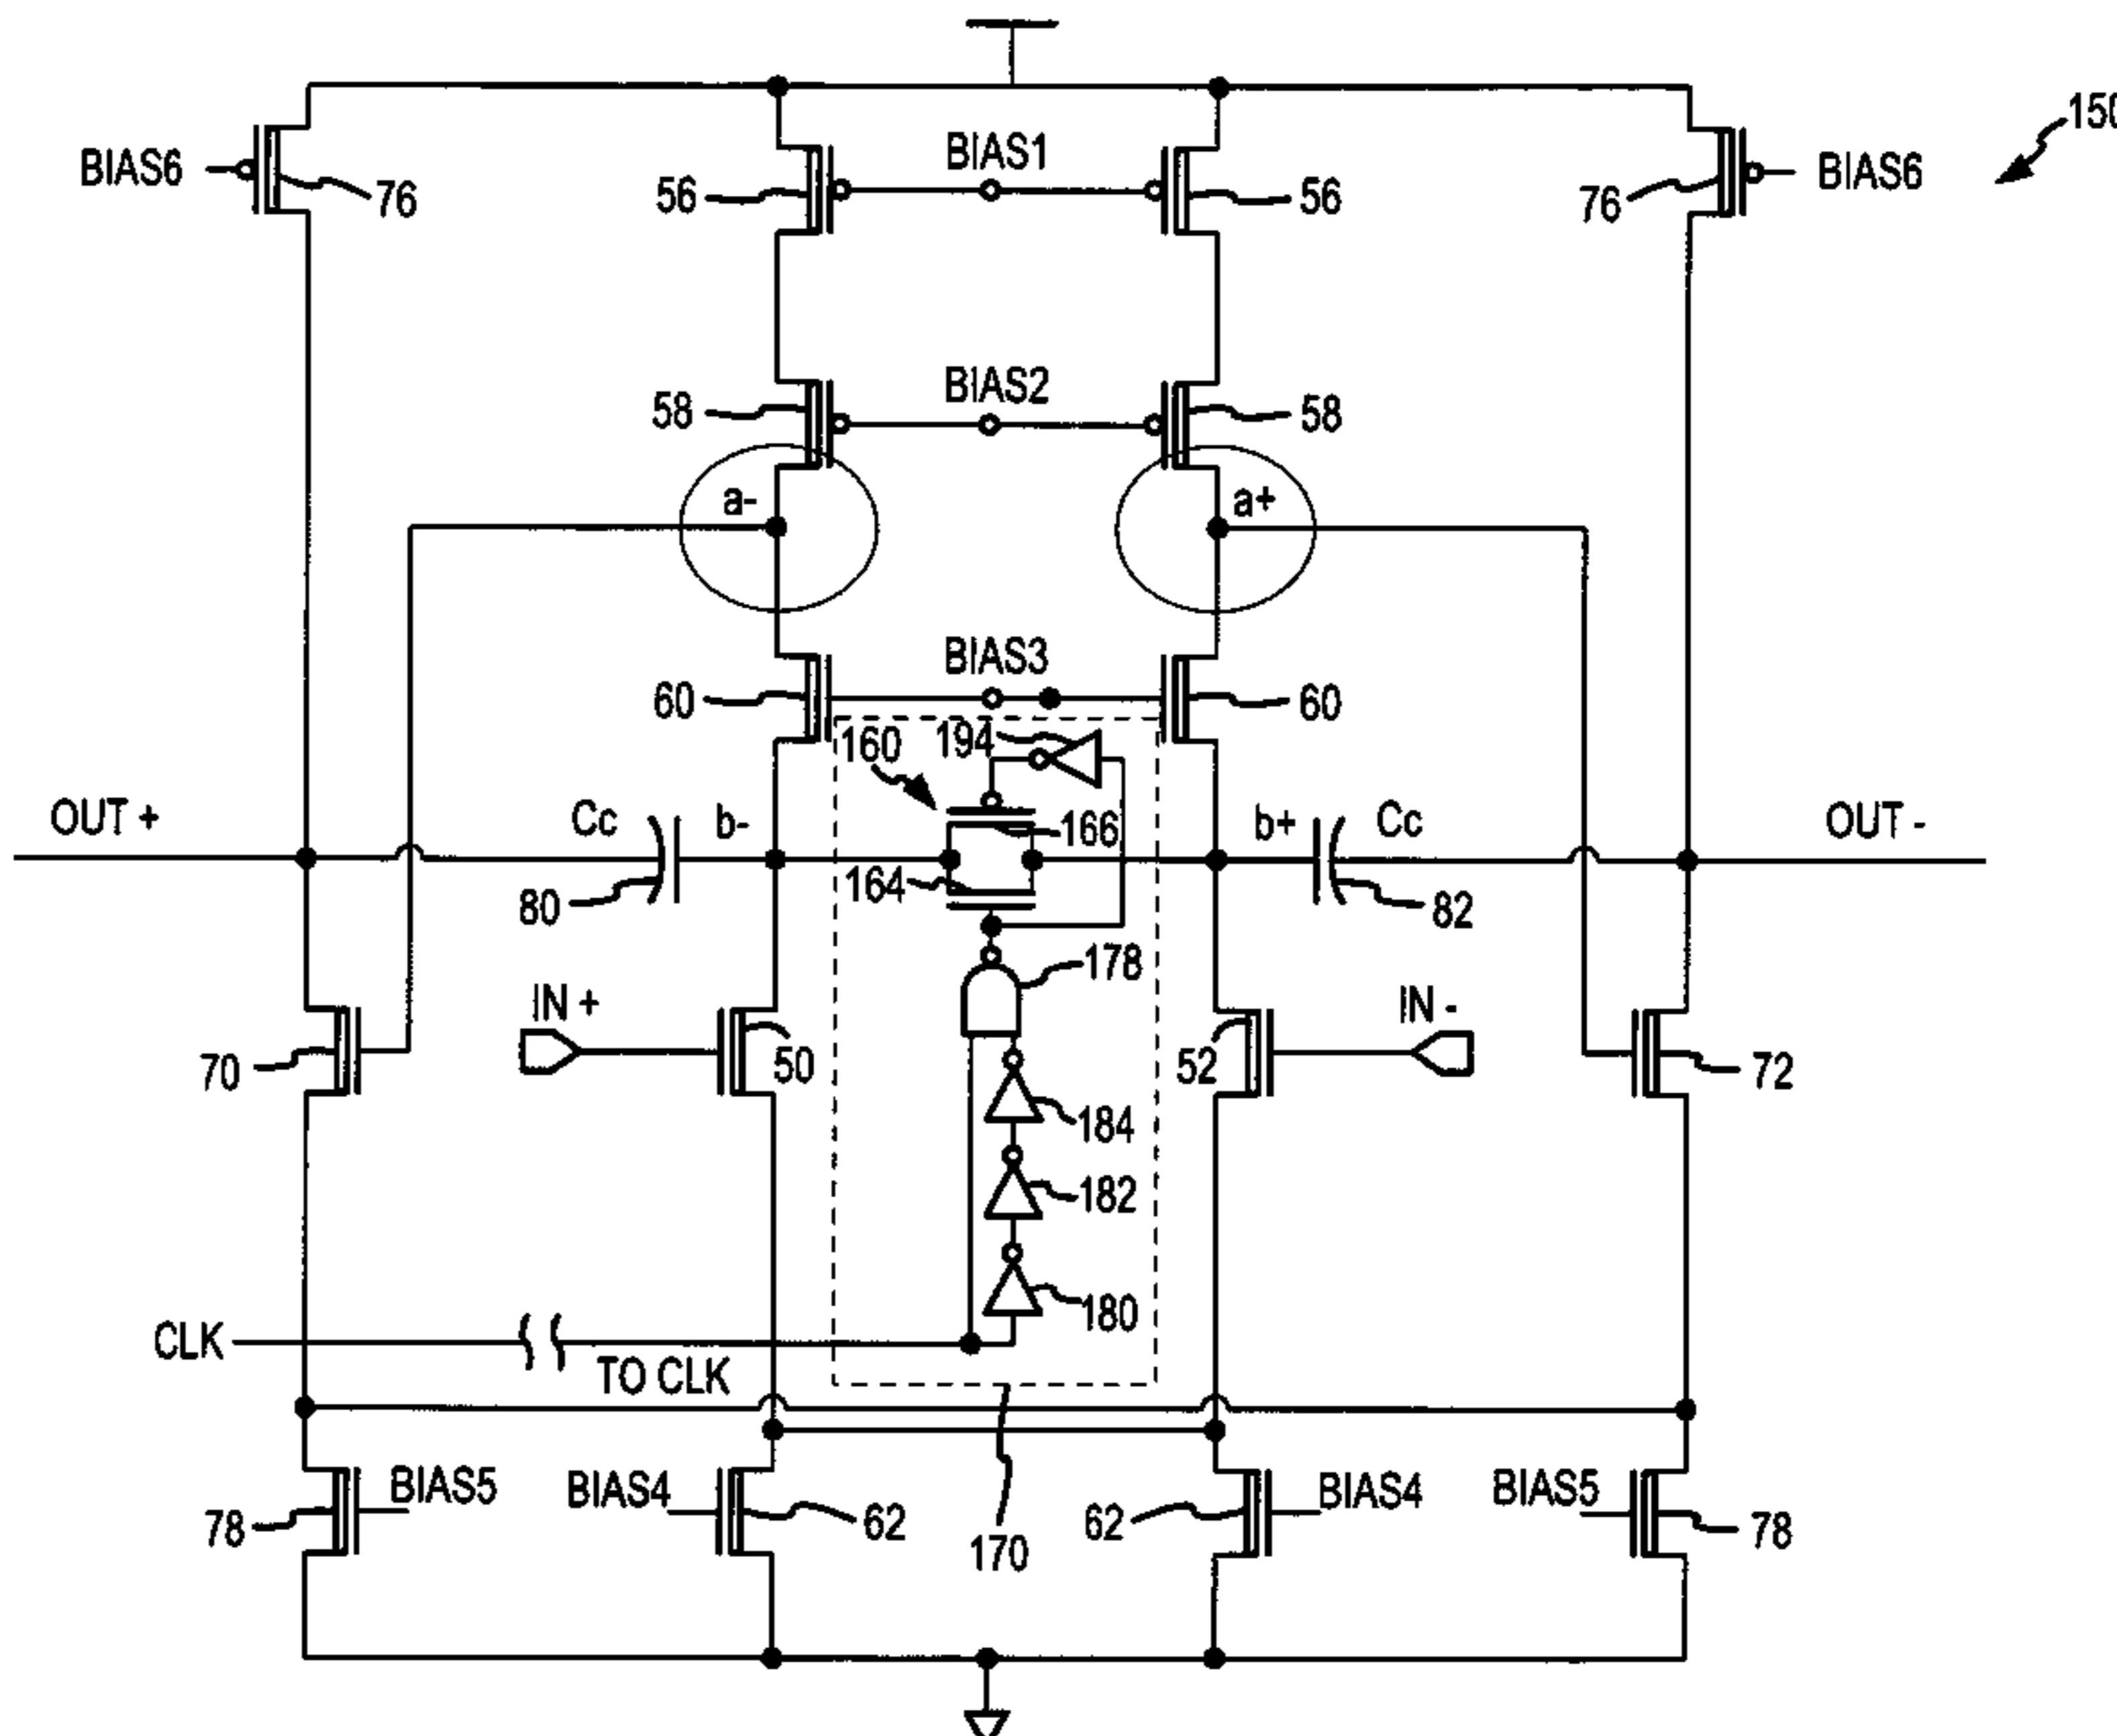 150
BIAS6
76
56
BIAS1
56
76
BIAS6
58
BIAS2
58
a-
a+
60
BIAS3
60
160
194
OUT +
Cc
b-
166
b+
Cc
OUT -
80
164
82
178
IN +
IN -
70
50
52
72
184
182
180
CLK
TO CLK
78
BIAS5
BIAS4
62
62
BIAS4
BIAS5
78
170